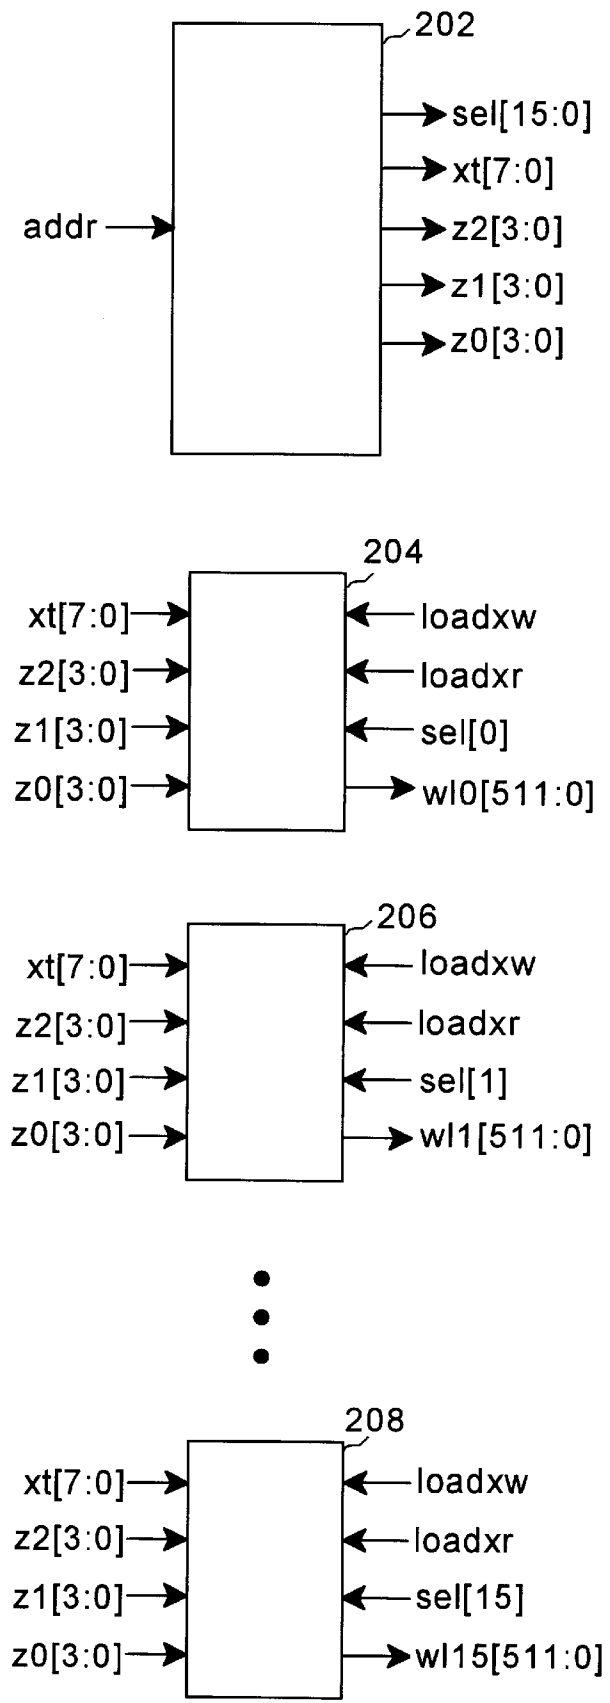 202
sel[15:0]
xt[7:0]
addr
z2[3:0]
z1[3:0]
z0[3:0]
204
xt[7:0] loadxw
z2[3:0] loadxr
z1[3:0] sel[0]
z0[3:0] wl0[511:0]
206
xt[7:0] loadxw
z2[3:0] loadxr
z1[3:0] sel[1]
z0[3:0] wl1[511:0]
208
xt[7:0] loadxw
z2[3:0] loadxr
z1[3:0] sel[15]
z0[3:0] wl15[511:0]